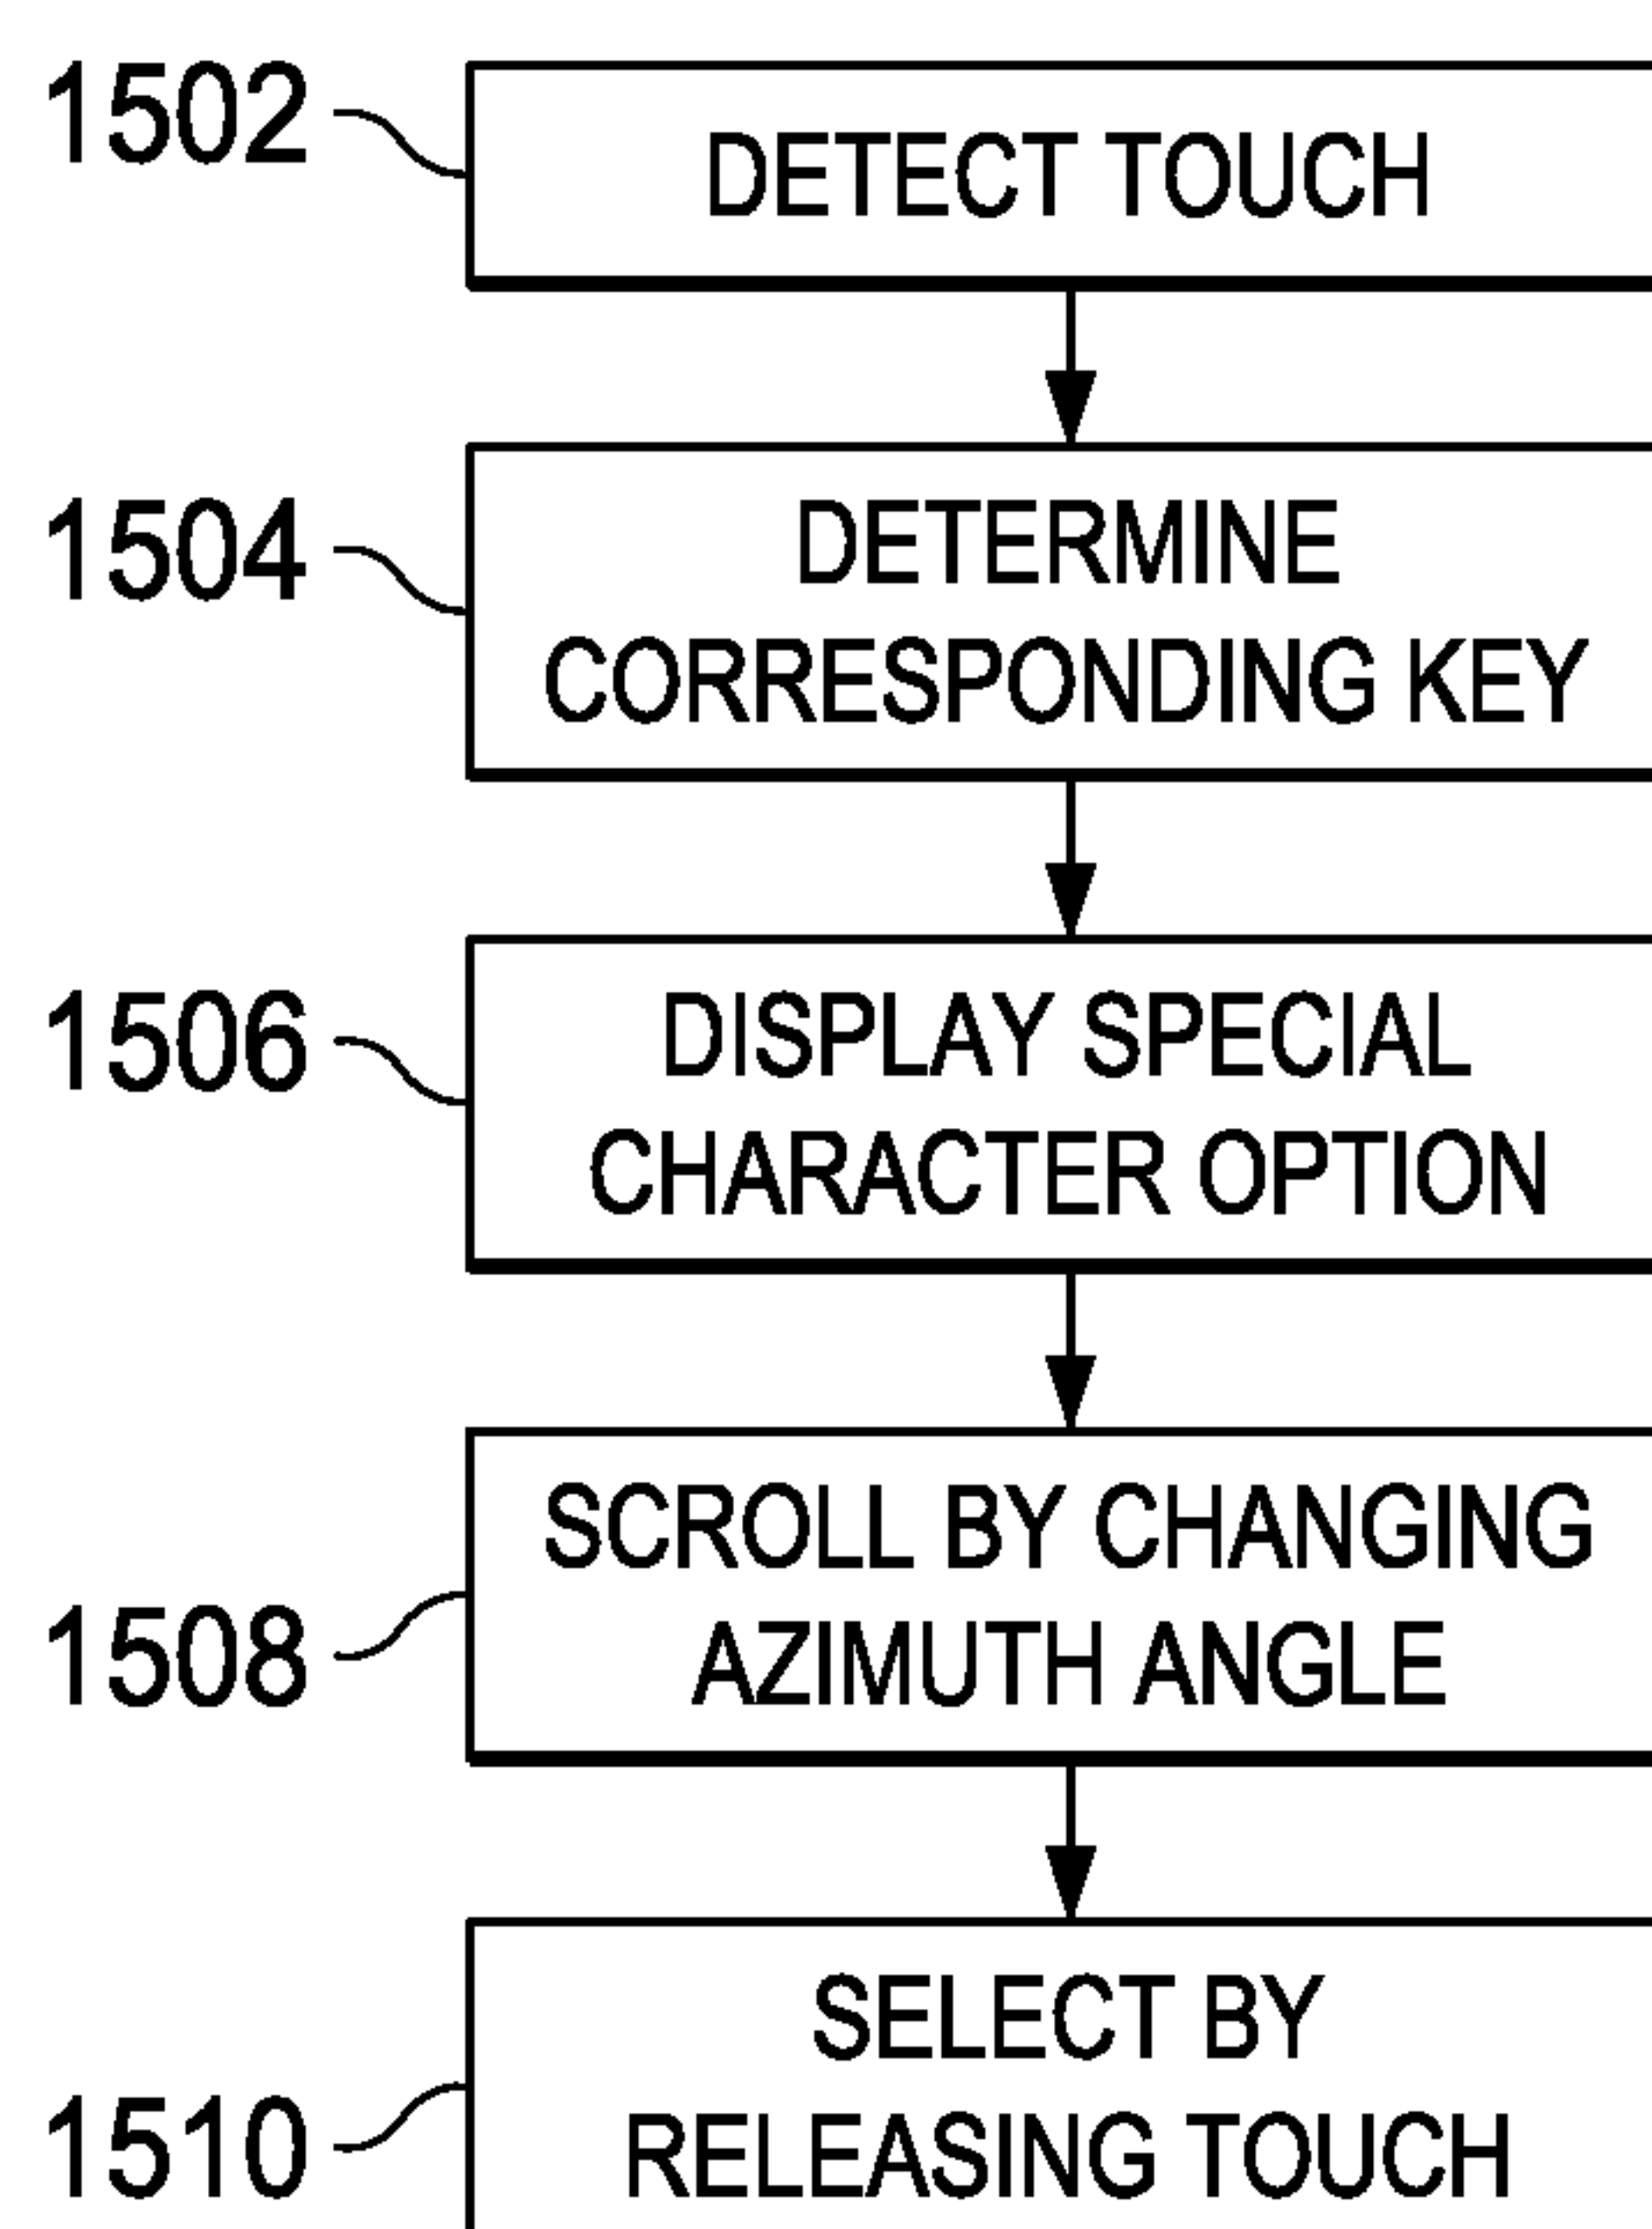 1502
DETECT TOUCH
1504
DETERMINE
CORRESPONDING KEY
1506
DISPLAY SPECIAL
CHARACTER OPTION
1508
SCROLL BY CHANGING
AZIMUTH ANGLE
1510
SELECT BY
RELEASING TOUCH